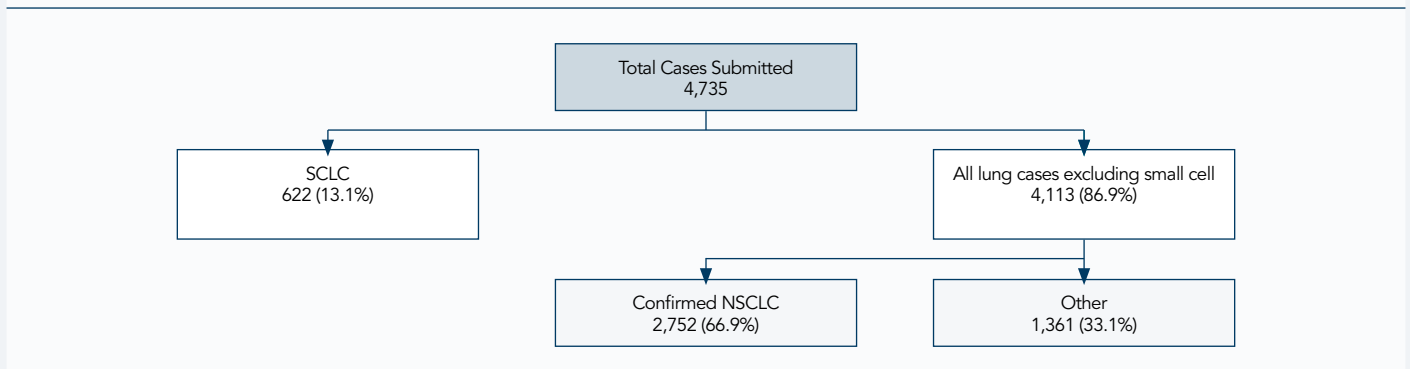 Total Cases Submitted
4,735
SCLC
622 (13.1%)
All lung cases excluding small cell
4,113 (86.9%)
Confirmed NSCLC
2,752 (66.9%)
Other
1,361 (33.1%)